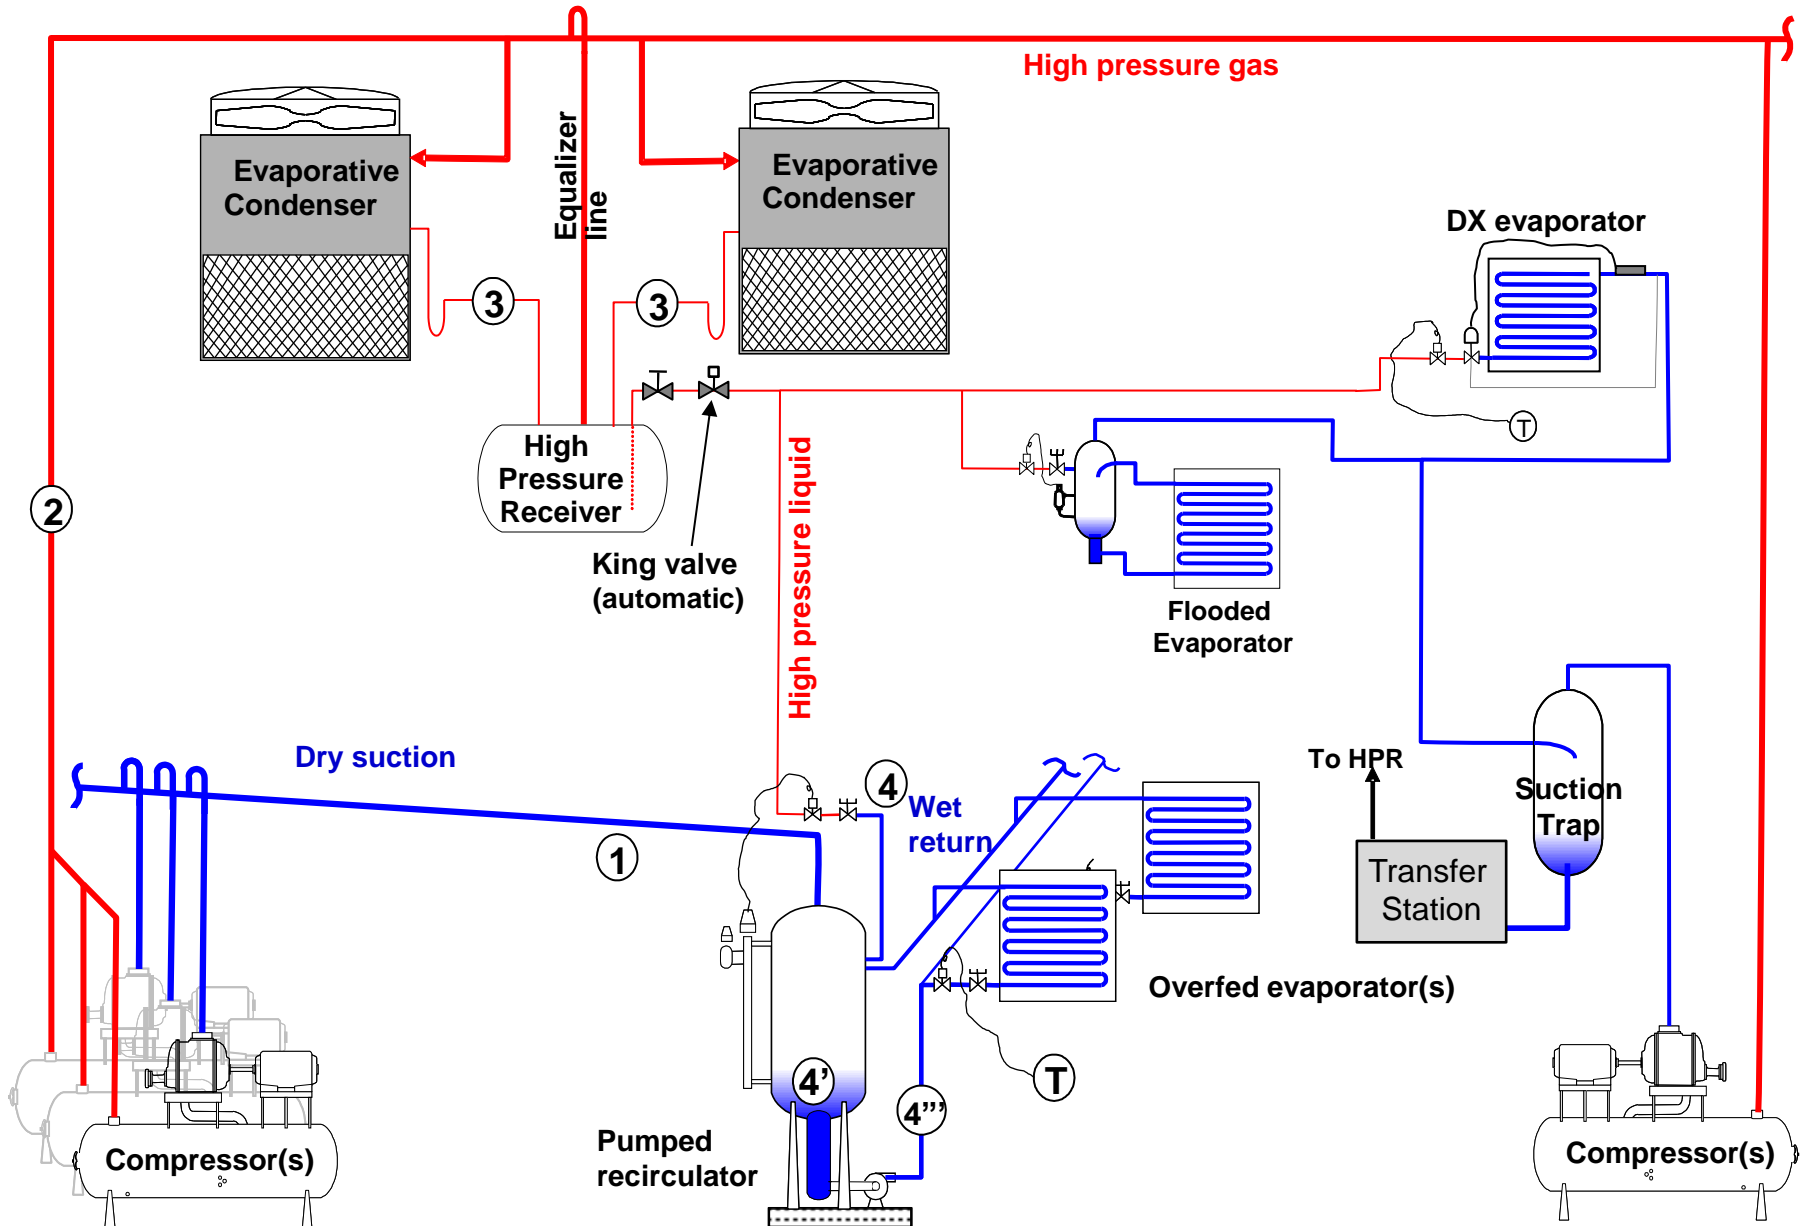 High pressure gas
Evaporative
Condenser
Equalizer
line
Evaporative
Condenser
DX evaporator
3
3
T
High
Pressure
Receiver
High pressure liquid
2
King valve
(automatic)
Flooded
Evaporator
Dry suction
To HPR
Suction
Trap
4
Wet
return
1
Transfer
Station
Overfed evaporator(s)
4'
T
4'''
Pumped
recirculator
Compressor(s)
Compressor(s)